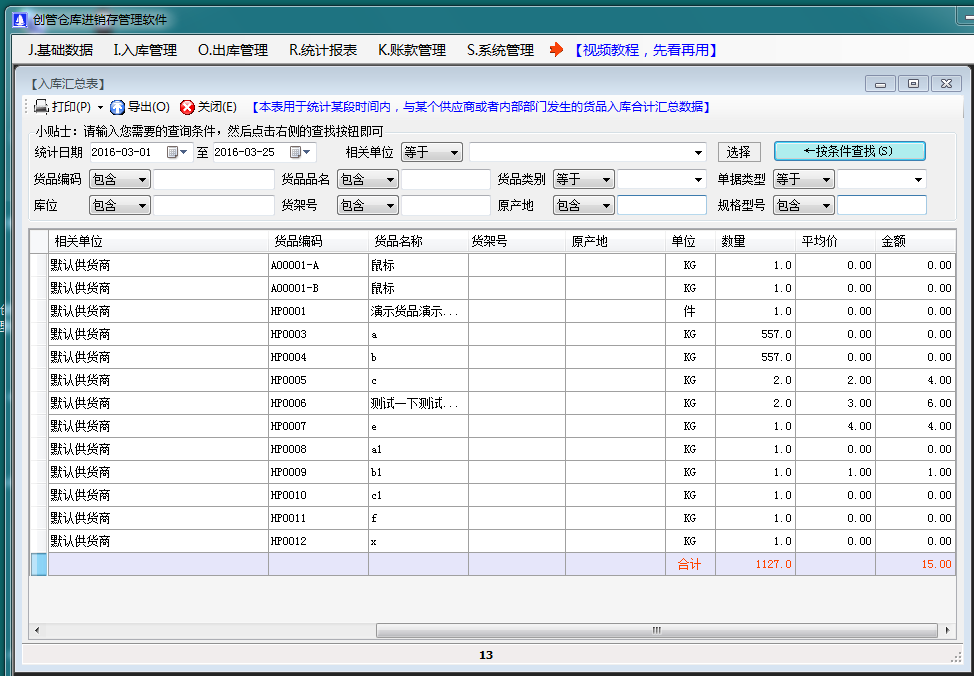 创管仓库进销存管理软件
J.基础数据 I.入库管理 O.出库管理 R.统计报表 K.账款管理 S.系统管理 【视频教程，先看再用】
【入库汇总表】
打印(P) 导出(O) 关闭(E) 【本表用于统计某段时间内，与某个供应商或者内部部门发生的货品入库合计汇总数据】
小贴士：请输入您需要的查询条件，然后点击右侧的查找按钮即可
统计日期 2016-03-01 至 2016-03-25 相关单位 等于 选择 ←按条件查找(S)
货品编码 包含 货品品名 包含 货品类别 等于 单据类型 等于
库位 包含 货架号 包含 原产地 包含 规格型号 包含
相关单位 货品编码 货品名称 货架号 原产地 单位 数量 平均价 金额
默认供货商 A00001-A 鼠标 KG 1.0 0.00 0.00
默认供货商 A00001-B 鼠标 KG 1.0 0.00 0.00
默认供货商 HP0001 演示货品演示... 件 1.0 0.00 0.00
默认供货商 HP0003 a KG 557.0 0.00 0.00
默认供货商 HP0004 b KG 557.0 0.00 0.00
默认供货商 HP0005 c KG 2.0 2.00 4.00
默认供货商 HP0006 测试一下测试... KG 2.0 3.00 6.00
默认供货商 HP0007 e KG 1.0 4.00 4.00
默认供货商 HP0008 a1 KG 1.0 0.00 0.00
默认供货商 HP0009 b1 KG 1.0 1.00 1.00
默认供货商 HP0010 c1 KG 1.0 0.00 0.00
默认供货商 HP0011 f KG 1.0 0.00 0.00
默认供货商 HP0012 x KG 1.0 0.00 0.00
合计 1127.0 15.00
13